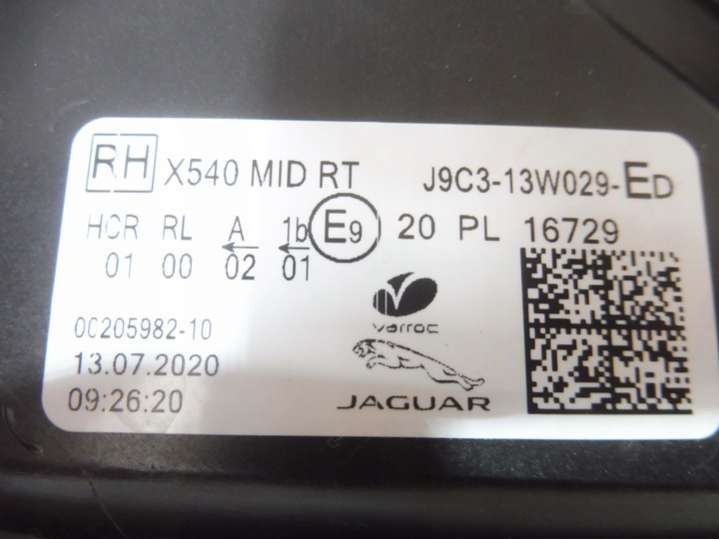 RH X540 MID RT J9C3-13W029-ED
HCR RL A 1b E9 20 PL 16729
01 00 02 01
00205982-10
13.07.2020
09:26:20
varroc
JAGUAR